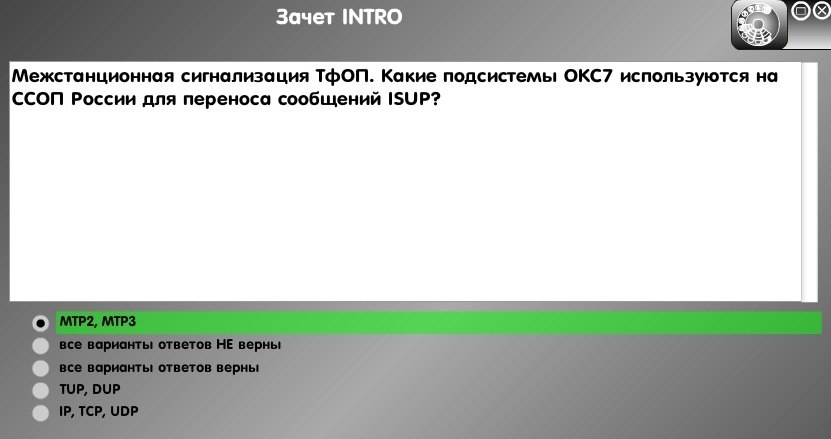 Зачет INTRO
Межстанционная сигнализация ТфОП. Какие подсистемы ОКС7 используются на
ССОП России для переноса сообщений ISUP?
MTP2, MTP3
все варианты ответов НЕ верны
все варианты ответов верны
TUP, DUP
IP, TCP, UDP